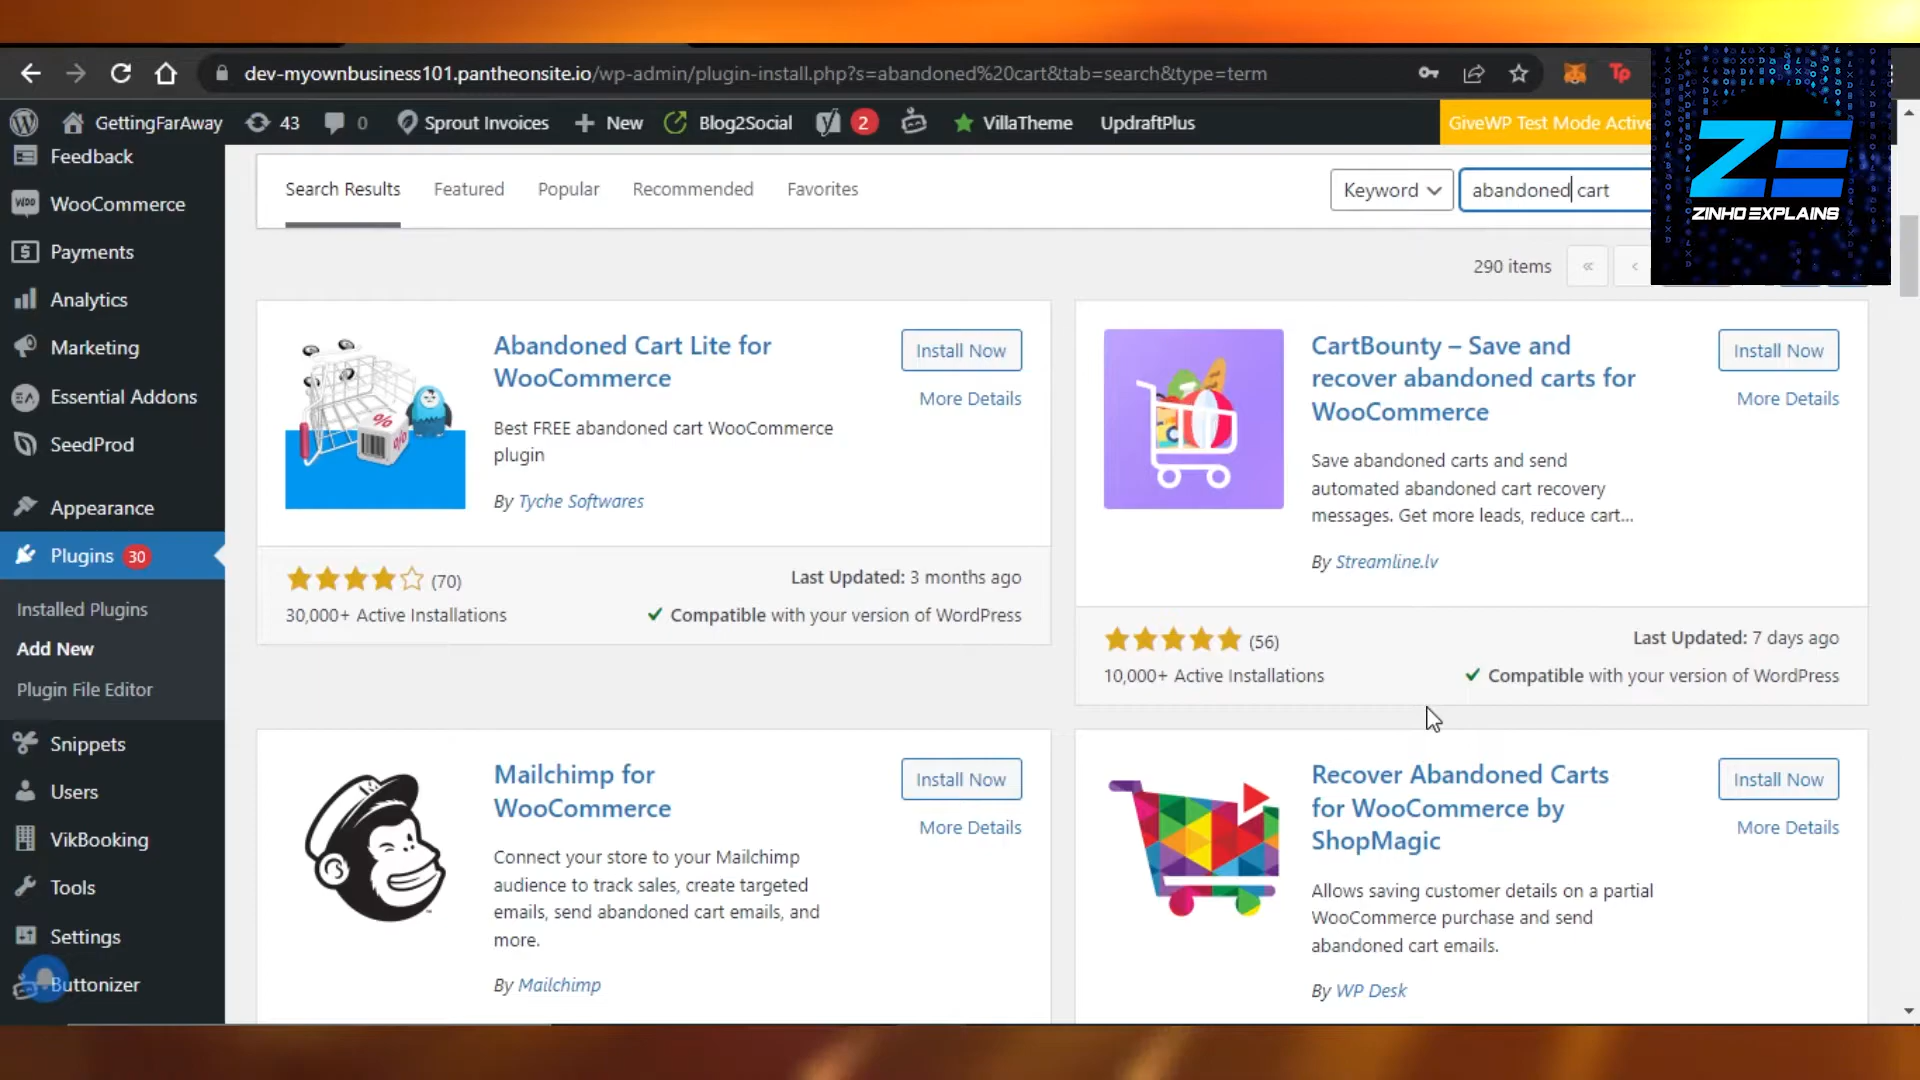 dev-myownbusiness101.pantheonsite.io/wp-admin/plugin-install.php?s=abandoned%20cart&tab=search&type=term
GettingFarAway
43
0
Sprout Invoices
New
Blog2Social
2
VillaTheme
UpdraftPlus
GiveWP Test Mode Active
ZE
ZINHO EXPLAINS
Feedback
WooCommerce
Payments
Analytics
Marketing
Essential Addons
SeedProd
Appearance
Plugins 30
Installed Plugins
Add New
Plugin File Editor
Snippets
Users
VikBooking
Tools
Settings
Buttonizer
Search Results
Featured
Popular
Recommended
Favorites
Keyword
abandoned cart
290 items
«
‹
Abandoned Cart Lite for
WooCommerce
Install Now
More Details
Best FREE abandoned cart WooCommerce
plugin
By Tyche Softwares
(70)
30,000+ Active Installations
Last Updated: 3 months ago
Compatible with your version of WordPress
CartBounty – Save and
recover abandoned carts for
WooCommerce
Install Now
More Details
Save abandoned carts and send
automated abandoned cart recovery
messages. Get more leads, reduce cart...
By Streamline.lv
(56)
10,000+ Active Installations
Last Updated: 7 days ago
Compatible with your version of WordPress
Mailchimp for
WooCommerce
Install Now
More Details
Connect your store to your Mailchimp
audience to track sales, create targeted
emails, send abandoned cart emails, and
more.
By Mailchimp
Recover Abandoned Carts
for WooCommerce by
ShopMagic
Install Now
More Details
Allows saving customer details on a partial
WooCommerce purchase and send
abandoned cart emails.
By WP Desk